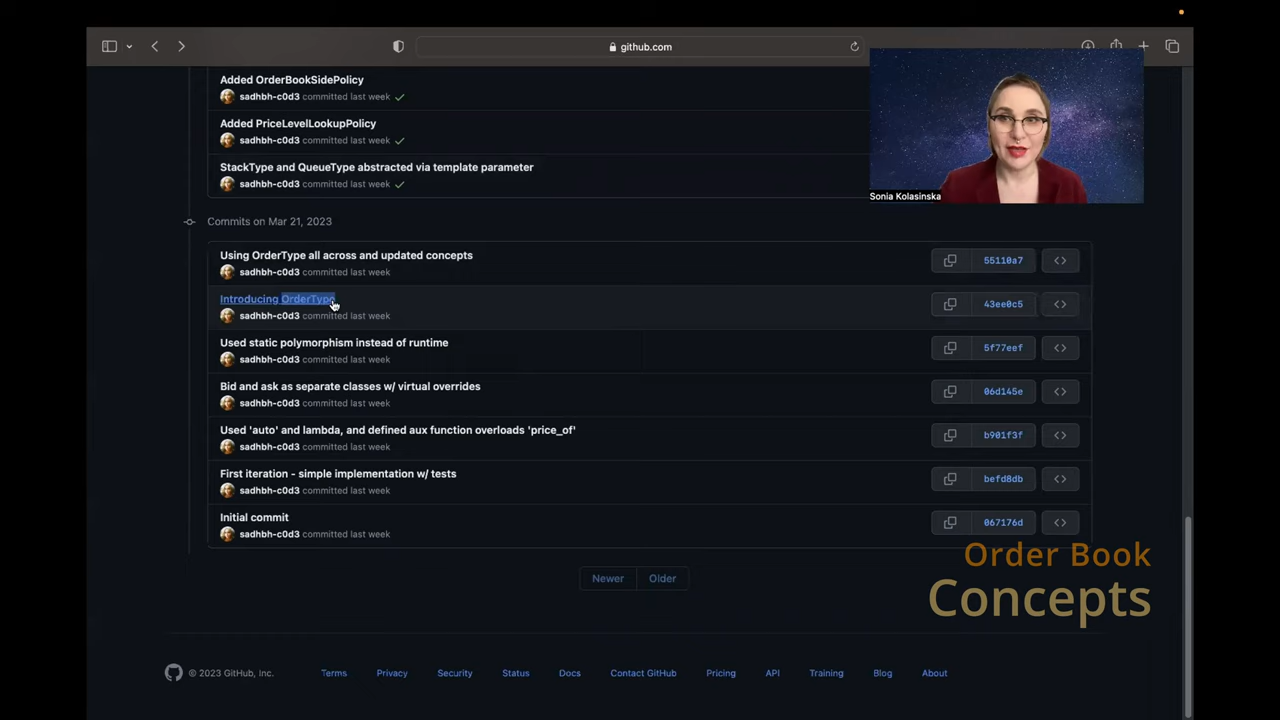 github.com
Added OrderBookSidePolicy
sadhbh-c0d3 committed last week
Added PriceLevelLookupPolicy
sadhbh-c0d3 committed last week
StackType and QueueType abstracted via template parameter
sadhbh-c0d3 committed last week
Sonia Kolasinska
Commits on Mar 21, 2023
Using OrderType all across and updated concepts
sadhbh-c0d3 committed last week
55110a7
Introducing OrderType
sadhbh-c0d3 committed last week
43ee0c5
Used static polymorphism instead of runtime
sadhbh-c0d3 committed last week
5f77eef
Bid and ask as separate classes w/ virtual overrides
sadhbh-c0d3 committed last week
06d145e
Used 'auto' and lambda, and defined aux function overloads 'price_of'
sadhbh-c0d3 committed last week
b901f3f
First iteration - simple implementation w/ tests
sadhbh-c0d3 committed last week
befd8db
Initial commit
sadhbh-c0d3 committed last week
067176d
Order Book
Concepts
Newer Older
© 2023 GitHub, Inc. Terms Privacy Security Status Docs Contact GitHub Pricing API Training Blog About